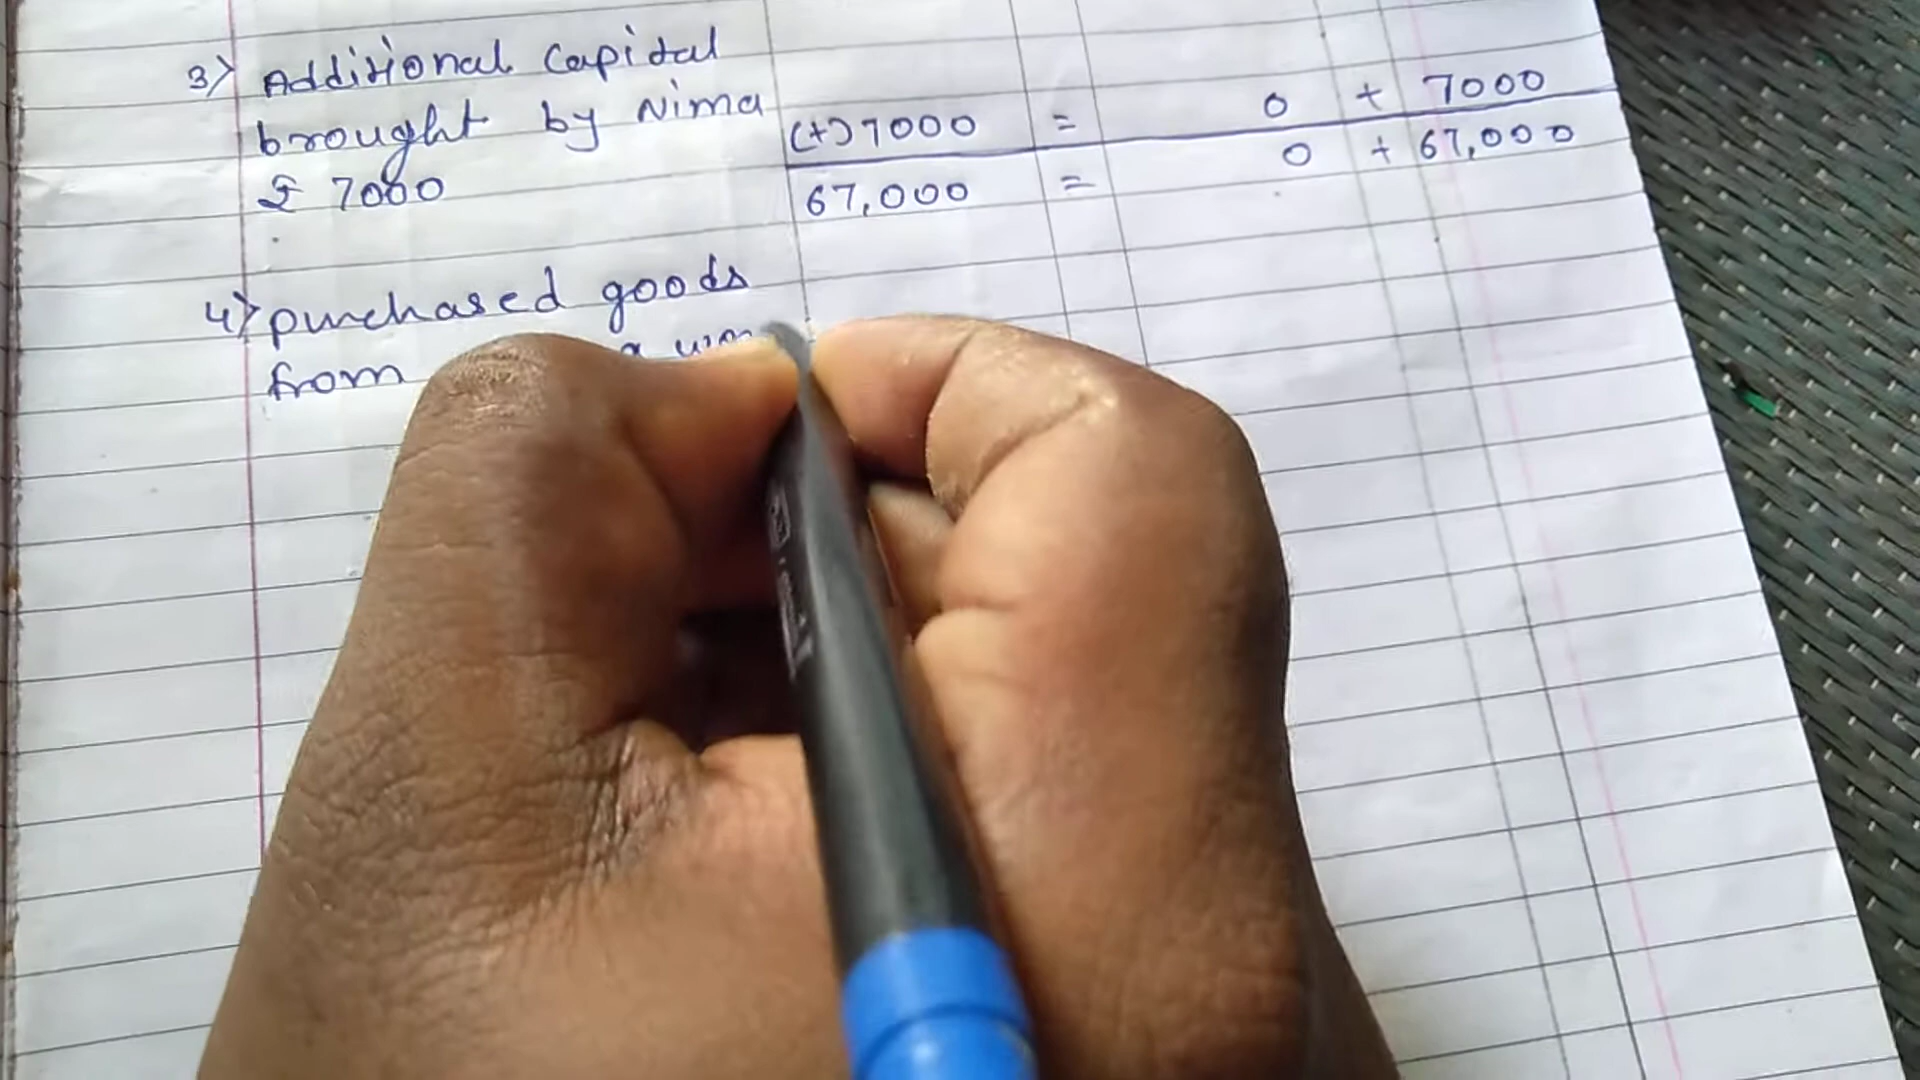 3) Additional Capital
brought by Nima (+) 7000 = 0 + 7000
₹ 7000 67,000 = 0 + 67,000
4) purchased goods
from